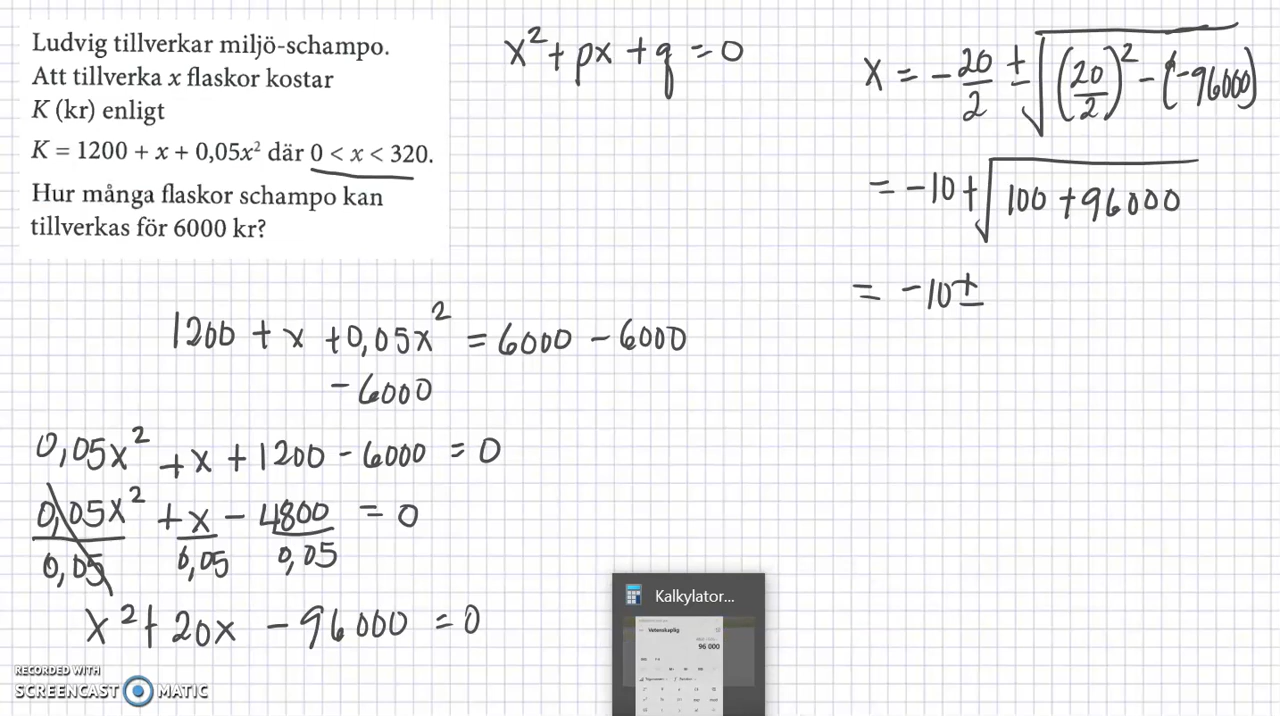 Ludvig tillverkar miljö-schampo.
Att tillverka x flaskor kostar
K (kr) enligt
K = 1200 + x + 0,05x² där 0 < x < 320.
Hur många flaskor schampo kan
tillverkas för 6000 kr?
x² + px + q = 0
1200 + x + 0,05x² = 6000 - 6000
- 6000
0,05x² + x + 1200 - 6000 = 0
0,05x² + x - 4800 = 0
0,05 0,05 0,05
x² + 20x - 96000 = 0
x = - 20/2 ± √((20/2)² - (-96000)
= -10 ± √(100 + 96000)
= -10 ±
Kalkylator...
Vetenskaplig
96 000
RECORDED WITH
SCREENCAST MATIC